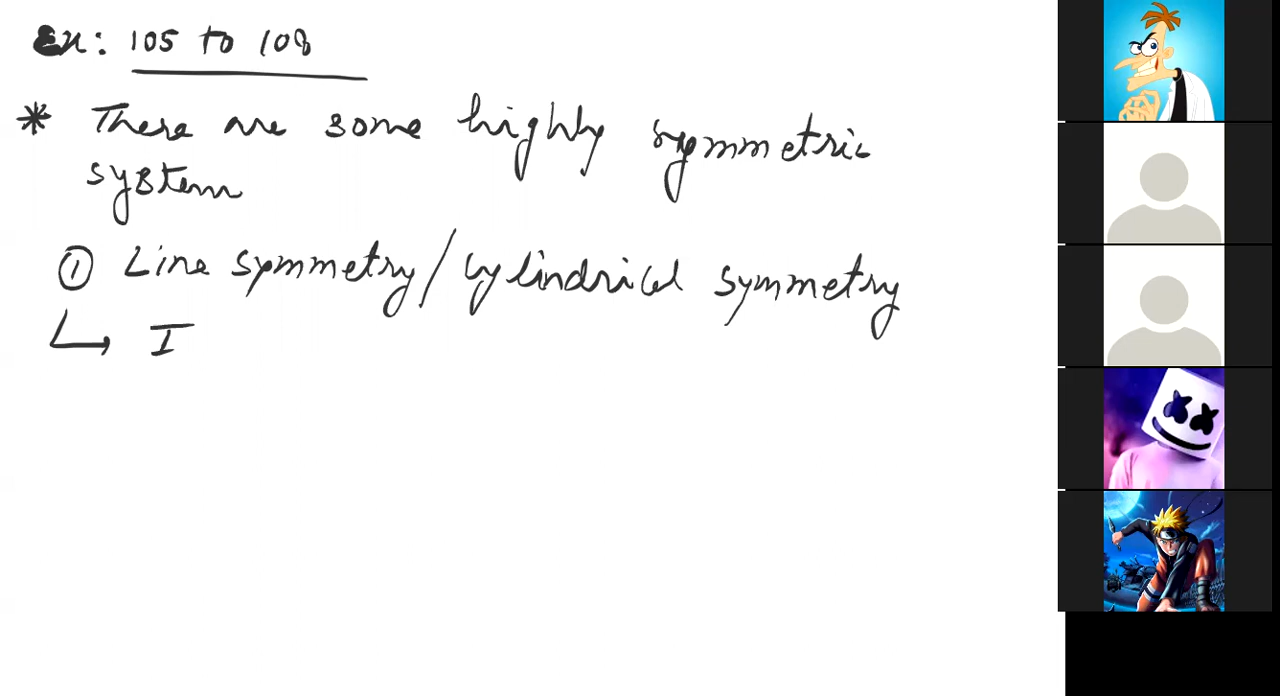 Ex: 105 to 108
* There are some highly symmetric
system
① Line symmetry/cylindrical symmetry
↳ I